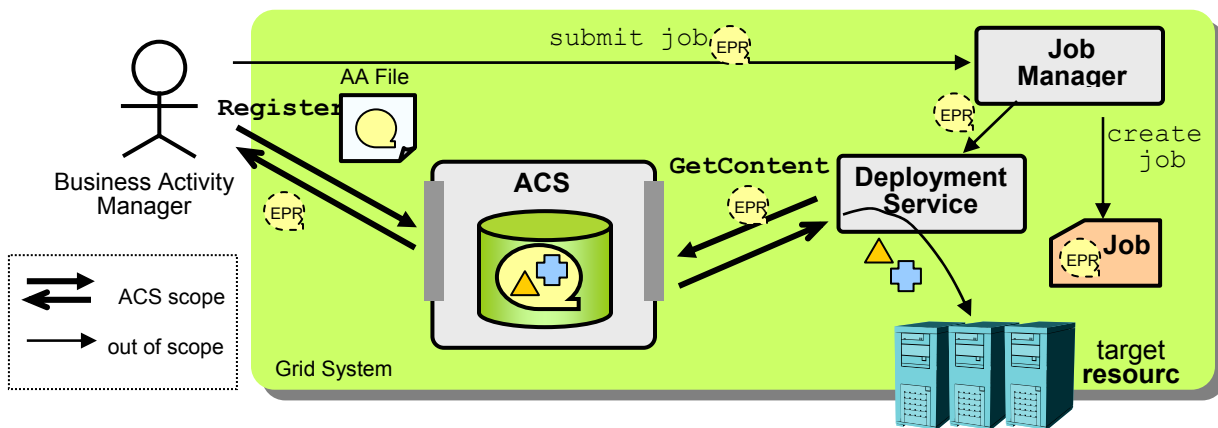 submit job
EPR
Job
Manager
AA File
Register
EPR
create
job
GetContent
ACS
Deployment
Service
Business Activity
Manager
EPR
EPR
EPR
Job
ACS scope
out of scope
Grid System
target
resourc